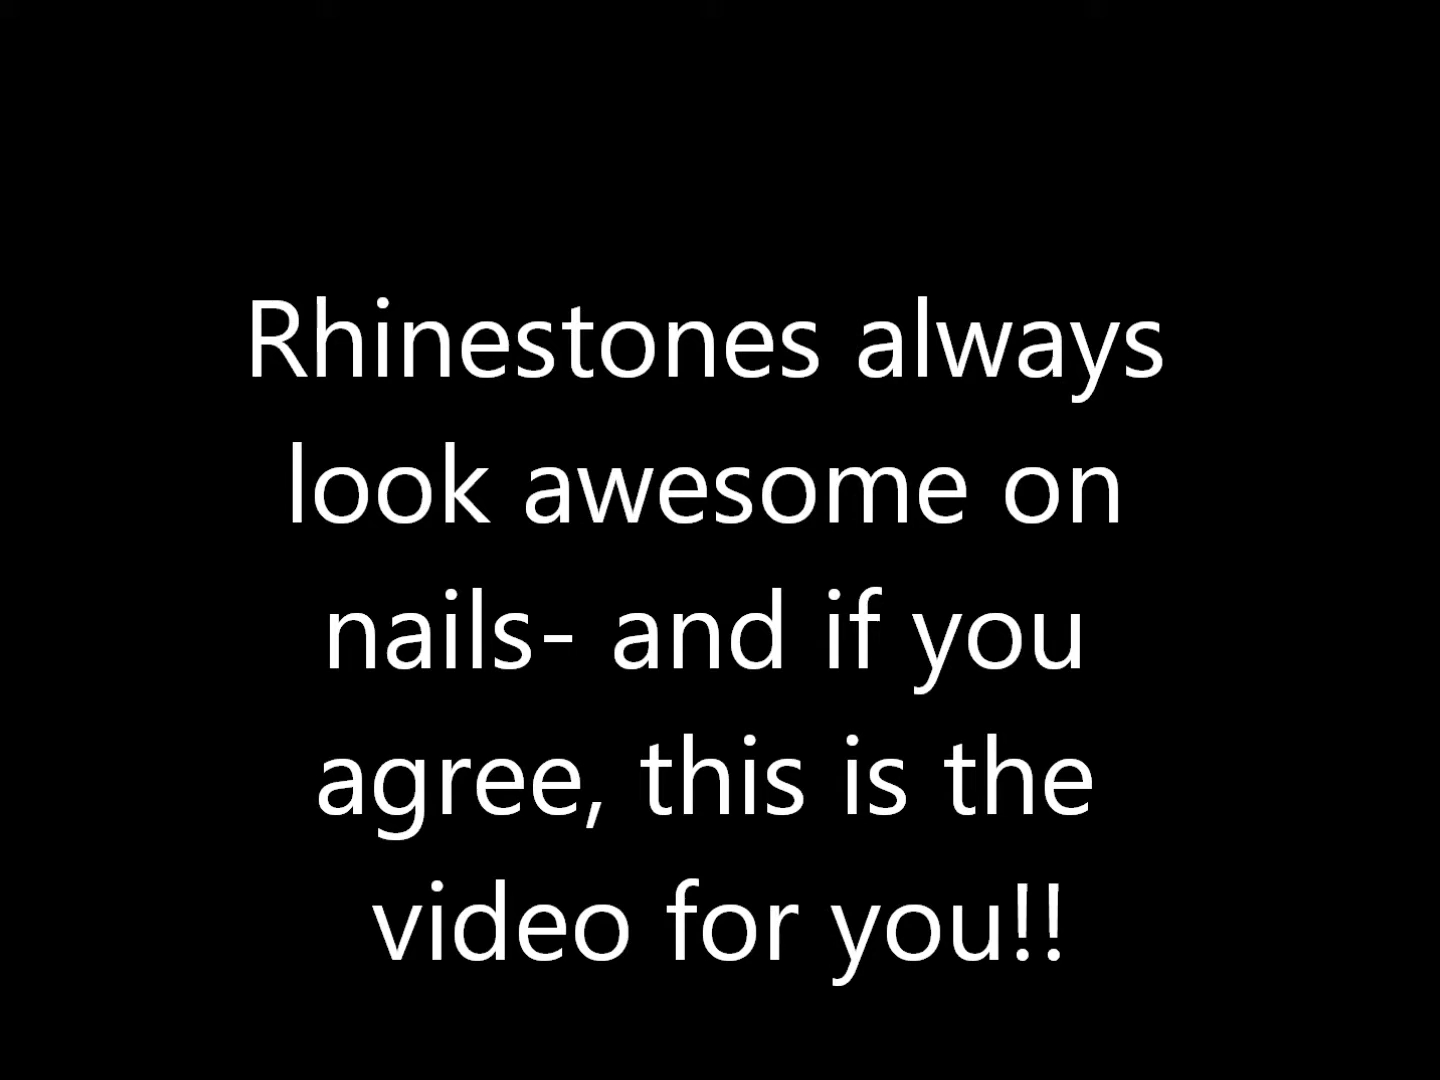 Rhinestones always
look awesome on
nails- and if you
agree, this is the
video for you!!